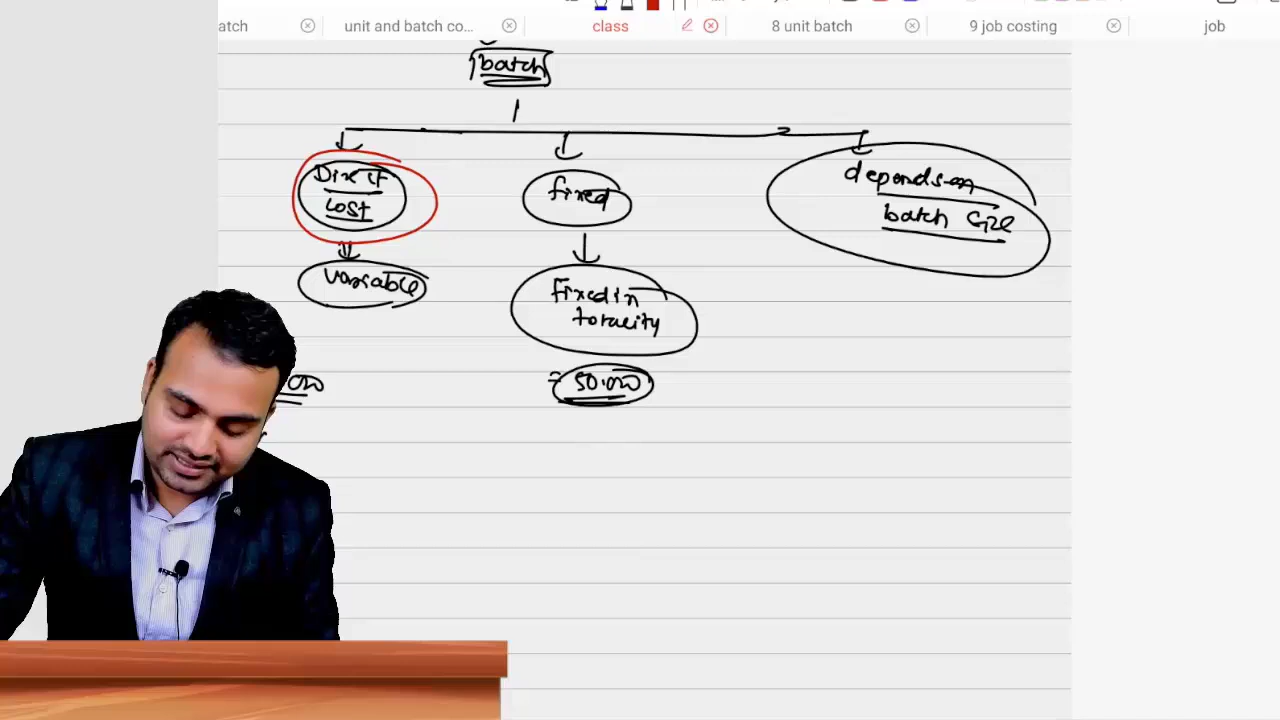 atch
unit and batch co...
class
8 unit batch
9 job costing
job
batch
Direct
cost
fixed
depends on
batch size
variable
fixed in
totality
= 50.000